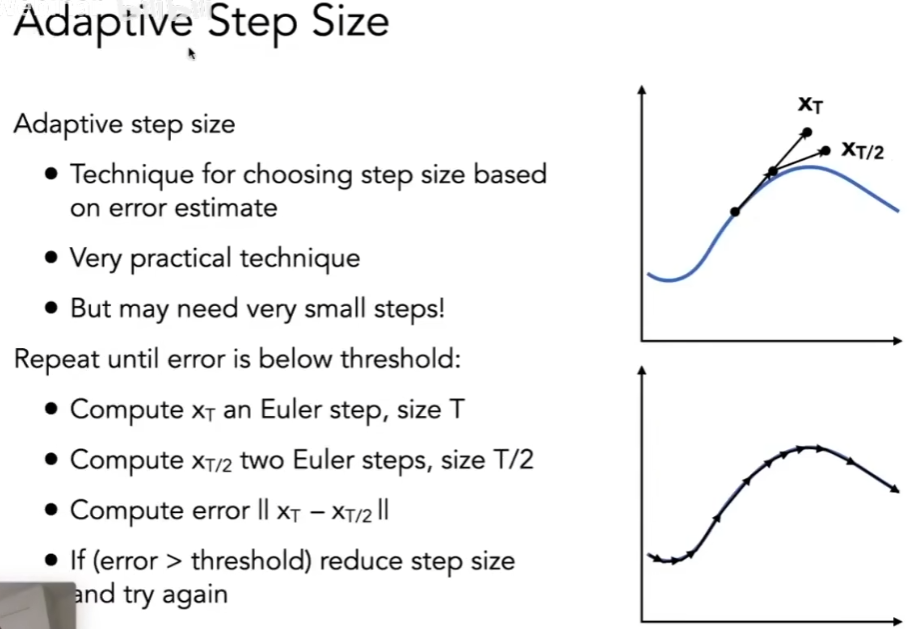 Adaptive Step Size
Adaptive step size
● Technique for choosing step size based
on error estimate
● Very practical technique
● But may need very small steps!
Repeat until error is below threshold:
● Compute xT an Euler step, size T
● Compute xT/2 two Euler steps, size T/2
● Compute error || xT – xT/2 ||
● If (error > threshold) reduce step size
and try again
xT
xT/2